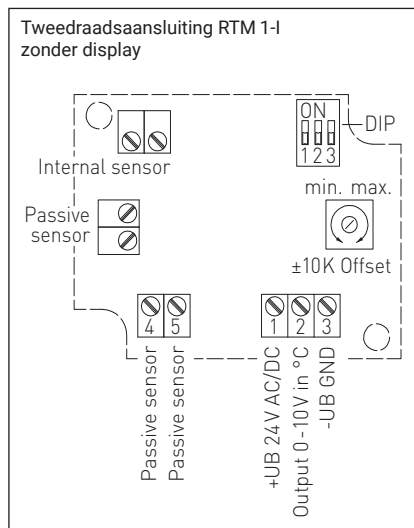 Tweedraadsaansluiting RTM 1-I
zonder display
ON
DIP
1 2 3
Internal sensor
min. max.
Passive
sensor
±10K Offset
4 5
1 2 3
Passive sensor
Passive sensor
+UB 24V AC/DC
Output 0-10V in °C
-UB GND